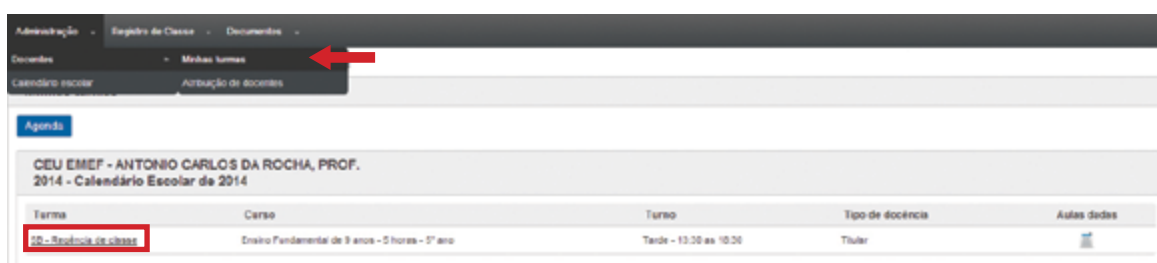 Administração Registro de Classe Documentos
Docentes Minhas turmas
Calendário escolar Atribuição de docentes
Agenda
CEU EMEF - ANTONIO CARLOS DA ROCHA, PROF.
2014 - Calendário Escolar de 2014
Turma Curso Turno Tipo de docência Aulas dadas
5B - Regência de classe Ensino Fundamental de 9 anos - 5 horas - 5º ano Tarde - 13:30 as 18:30 Titular